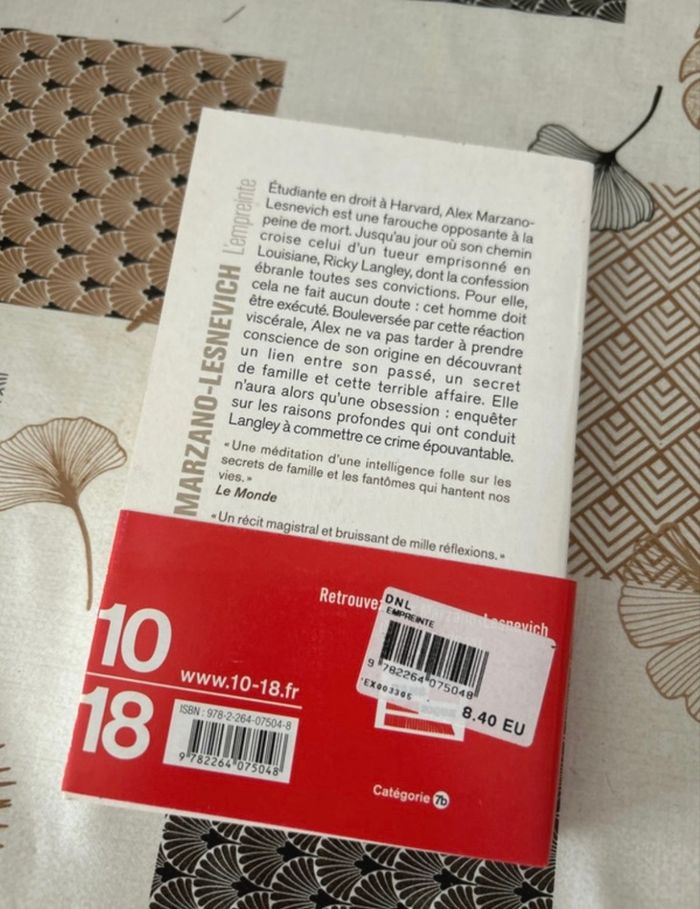 MARZANO-LESNEVICH L'empreinte
Étudiante en droit à Harvard, Alex Marzano-
Lesnevich est une farouche opposante à la
peine de mort. Jusqu'au jour où son chemin
croise celui d'un tueur emprisonné en
Louisiane, Ricky Langley, dont la confession
ébranle toutes ses convictions. Pour elle,
cela ne fait aucun doute : cet homme doit
être exécuté. Bouleversée par cette réaction
viscérale, Alex ne va pas tarder à prendre
conscience de son origine en découvrant
un lien entre son passé, un secret
de famille et cette terrible affaire. Elle
n'aura alors qu'une obsession : enquêter
sur les raisons profondes qui ont conduit
Langley à commettre ce crime épouvantable.
« Une méditation d'une intelligence folle sur les
secrets de famille et les fantômes qui hantent nos
vies. »
Le Monde
« Un récit magistral et bruissant de mille réflexions. »
Retrouvez Marzano-Lesnevich
DNL
EMPREINTE
9 782264 075048
EX003305
8.40 EU
10
18
www.10-18.fr
ISBN : 978-2-264-07504-8
9 782264 075048
Catégorie 7b